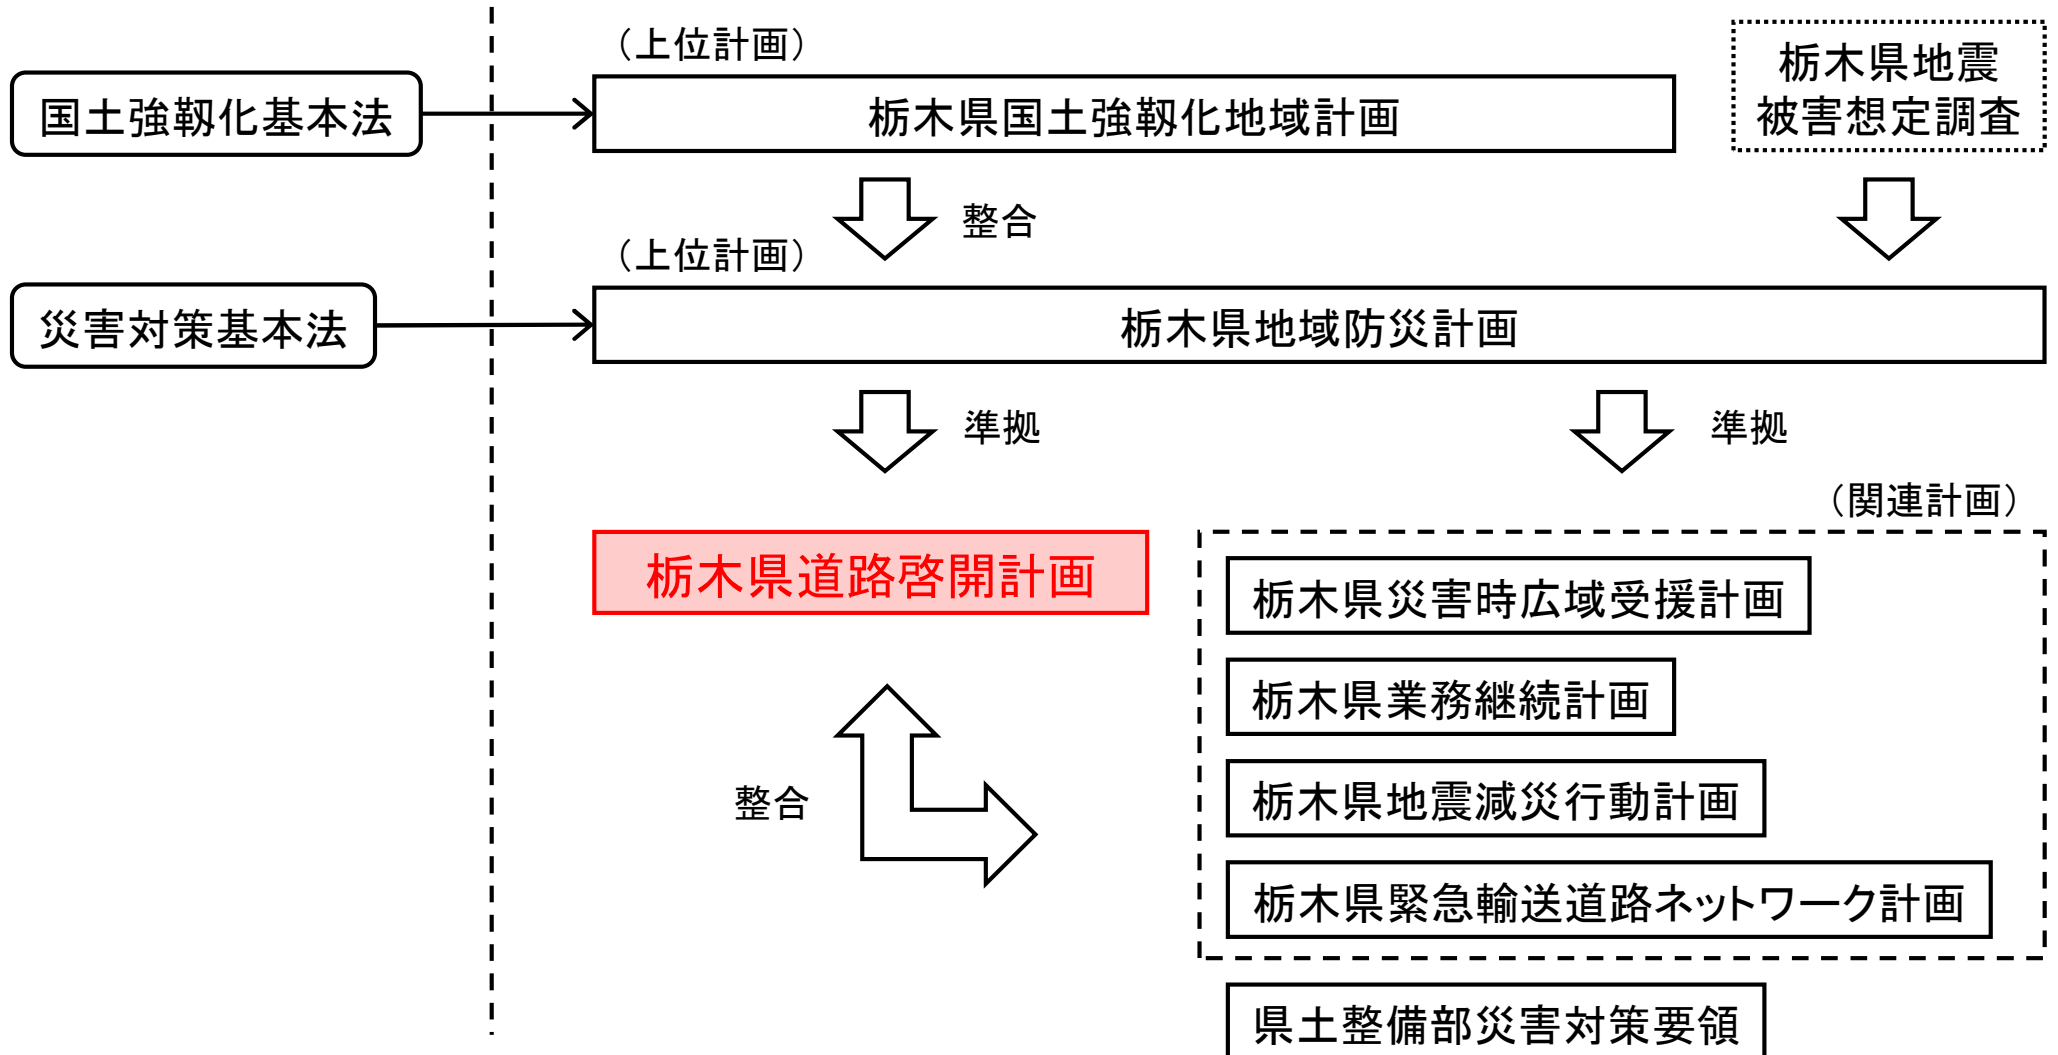 （上位計画）
国土強靱化基本法
栃木県国土強靱化地域計画
栃木県地震
被害想定調査
整合
（上位計画）
災害対策基本法
栃木県地域防災計画
準拠
準拠
（関連計画）
栃木県道路啓開計画
栃木県災害時広域受援計画
栃木県業務継続計画
栃木県地震減災行動計画
整合
栃木県緊急輸送道路ネットワーク計画
県土整備部災害対策要領